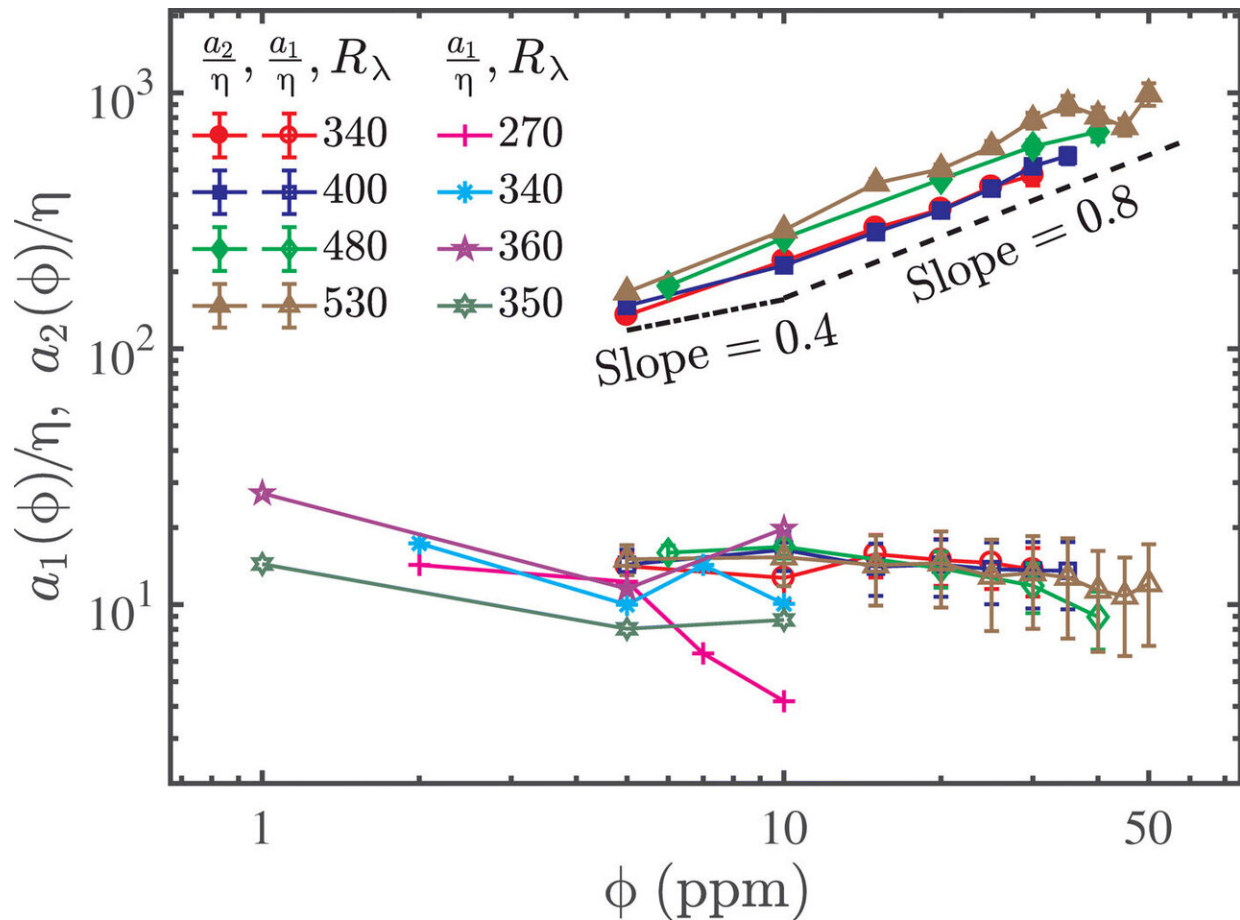 a₂/η, a₁/η, R_λ
a₁/η, R_λ
340
270
400
340
480
360
530
350
10³
10²
10¹
Slope = 0.8
Slope = 0.4
a₁(ϕ)/η, a₂(ϕ)/η
1
10
50
ϕ (ppm)